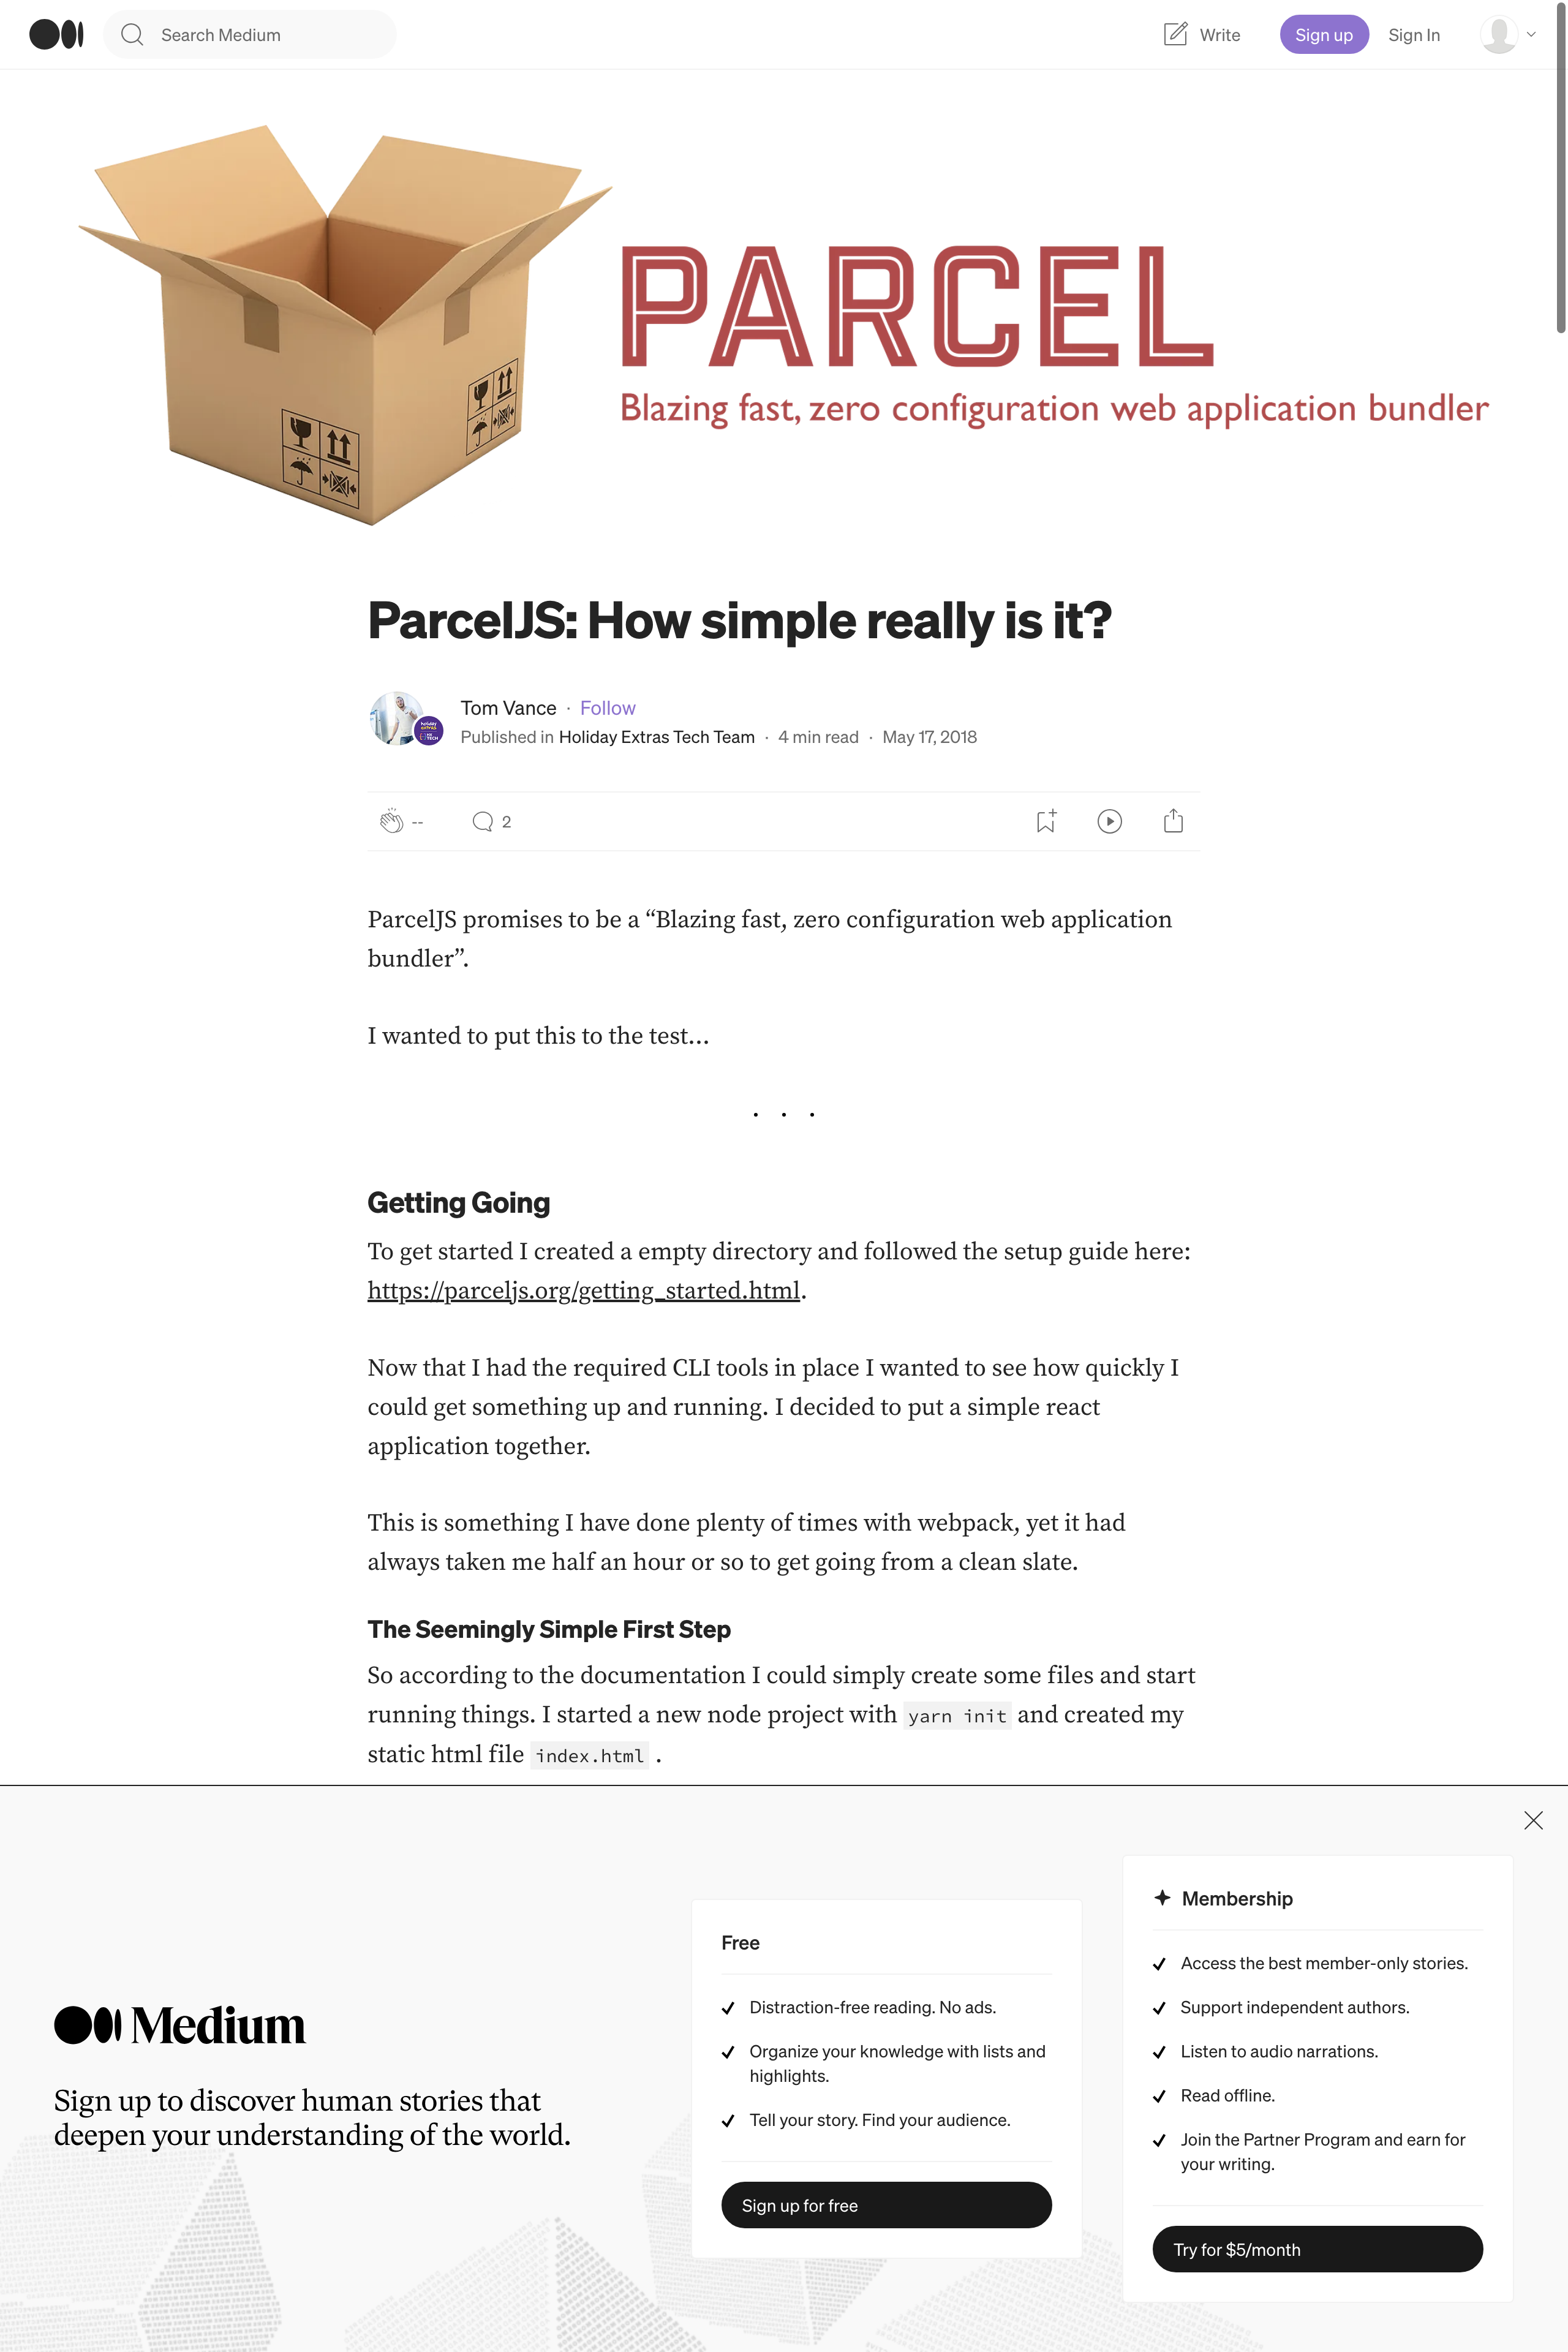 Search Medium
Write
Sign up
Sign In
PARCEL
Blazing fast, zero configuration web application bundler
ParcelJS: How simple really is it?
Tom Vance · Follow
Published in Holiday Extras Tech Team · 4 min read · May 17, 2018
--
2
ParcelJS promises to be a “Blazing fast, zero configuration web application
bundler”.
I wanted to put this to the test…
. . .
Getting Going
To get started I created a empty directory and followed the setup guide here:
https://parceljs.org/getting_started.html.
Now that I had the required CLI tools in place I wanted to see how quickly I
could get something up and running. I decided to put a simple react
application together.
This is something I have done plenty of times with webpack, yet it had
always taken me half an hour or so to get going from a clean slate.
The Seemingly Simple First Step
So according to the documentation I could simply create some files and start
running things. I started a new node project with yarn init and created my
static html file index.html .
Medium
Sign up to discover human stories that
deepen your understanding of the world.
Free
Distraction-free reading. No ads.
Organize your knowledge with lists and
highlights.
Tell your story. Find your audience.
Sign up for free
Membership
Access the best member-only stories.
Support independent authors.
Listen to audio narrations.
Read offline.
Join the Partner Program and earn for
your writing.
Try for $5/month